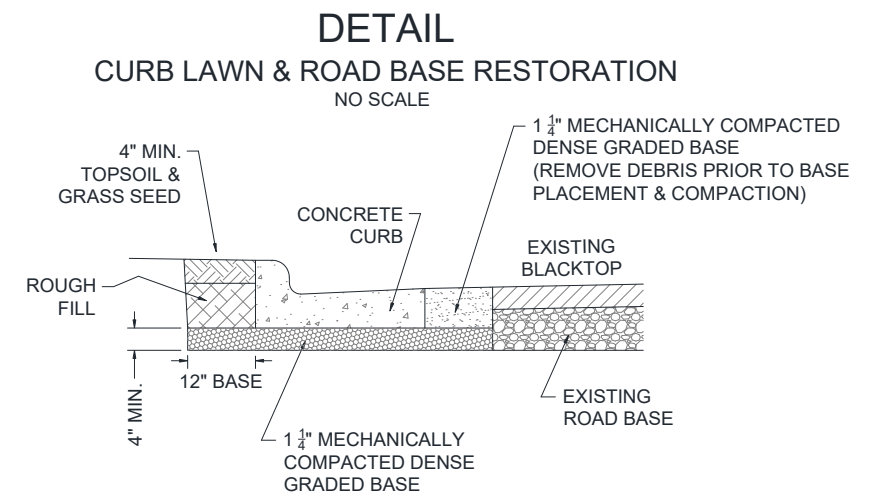 DETAIL
CURB LAWN & ROAD BASE RESTORATION
NO SCALE
4" MIN.
TOPSOIL &
GRASS SEED
1 1/4" MECHANICALLY COMPACTED
DENSE GRADED BASE
(REMOVE DEBRIS PRIOR TO BASE
PLACEMENT & COMPACTION)
CONCRETE
CURB
EXISTING
BLACKTOP
ROUGH
FILL
12" BASE
4" MIN.
EXISTING
ROAD BASE
1 1/4" MECHANICALLY
COMPACTED DENSE
GRADED BASE